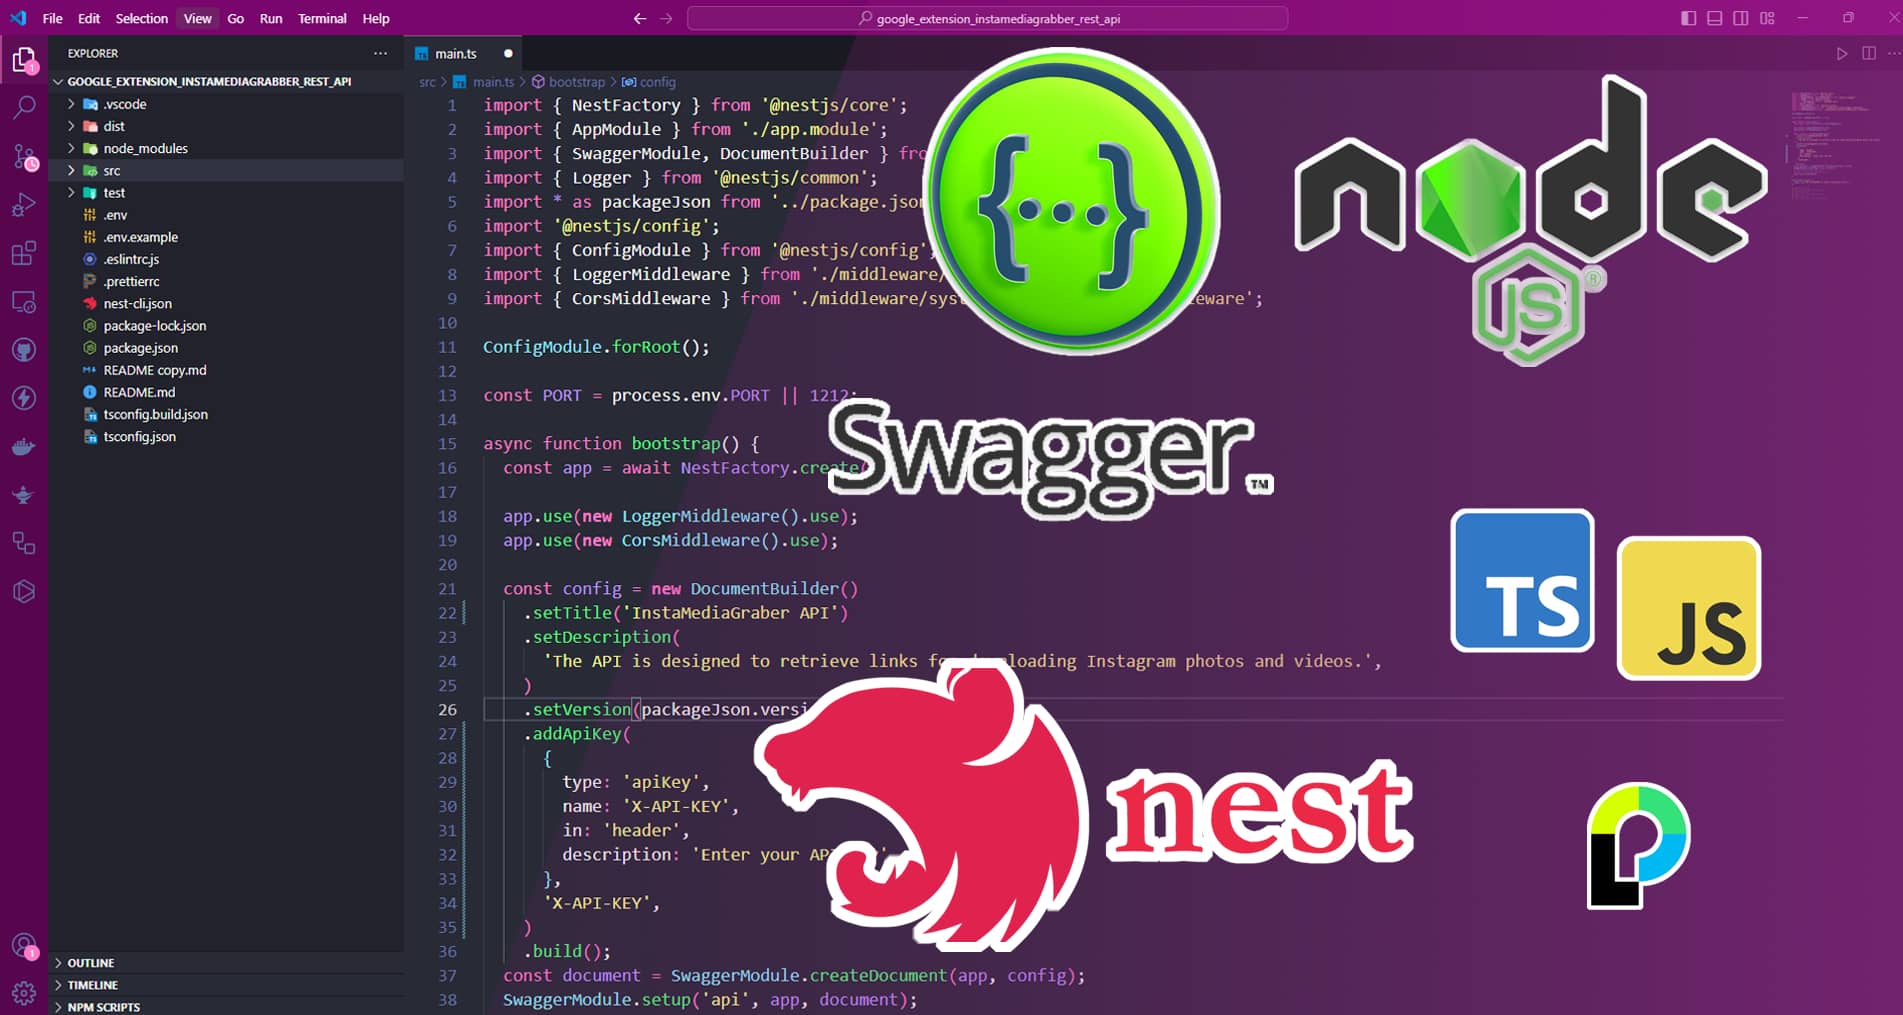 File Edit Selection View Go Run Terminal Help
google_extension_instamediagrabber_rest_api
EXPLORER
GOOGLE_EXTENSION_INSTAMEDIAGRABBER_REST_API
.vscode
dist
node_modules
src
test
.env
.env.example
.eslintrc.js
.prettierrc
nest-cli.json
package-lock.json
package.json
README copy.md
README.md
tsconfig.build.json
tsconfig.json
OUTLINE
TIMELINE
NPM SCRIPTS
main.ts
src > main.ts > bootstrap > config
1 import { NestFactory } from '@nestjs/core';
2 import { AppModule } from './app.module';
3 import { SwaggerModule, DocumentBuilder } fro
4 import { Logger } from '@nestjs/common';
5 import * as packageJson from '../package.json
6 import '@nestjs/config';
7 import { ConfigModule } from '@nestjs/config';
8 import { LoggerMiddleware } from './middleware/
9 import { CorsMiddleware } from './middleware/sys leware';
10
11 ConfigModule.forRoot();
12
13 const PORT = process.env.PORT || 1212;
14
15 async function bootstrap() {
16 const app = await NestFactory.create(
17
18 app.use(new LoggerMiddleware().use);
19 app.use(new CorsMiddleware().use);
20
21 const config = new DocumentBuilder()
22 .setTitle('InstaMediaGraber API')
23 .setDescription(
24 'The API is designed to retrieve links f loading Instagram photos and videos.',
25 )
26 .setVersion(packageJson.versi
27 .addApiKey(
28 {
29 type: 'apiKey',
30 name: 'X-API-KEY',
31 in: 'header',
32 description: 'Enter your AP
33 },
34 'X-API-KEY',
35 )
36 .build();
37 const document = SwaggerModule.createDocument(app, config);
38 SwaggerModule.setup('api', app, document);
{...}
node
JS
®
Swagger
TM
TS
JS
nest